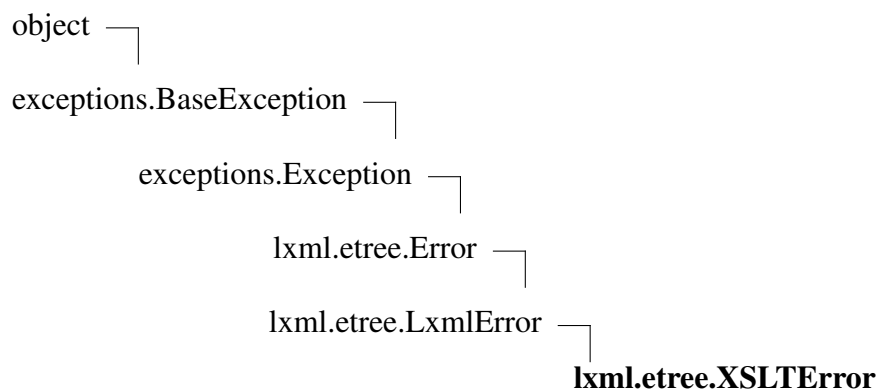 object
exceptions.BaseException
exceptions.Exception
lxml.etree.Error
lxml.etree.LxmlError
lxml.etree.XSLTError